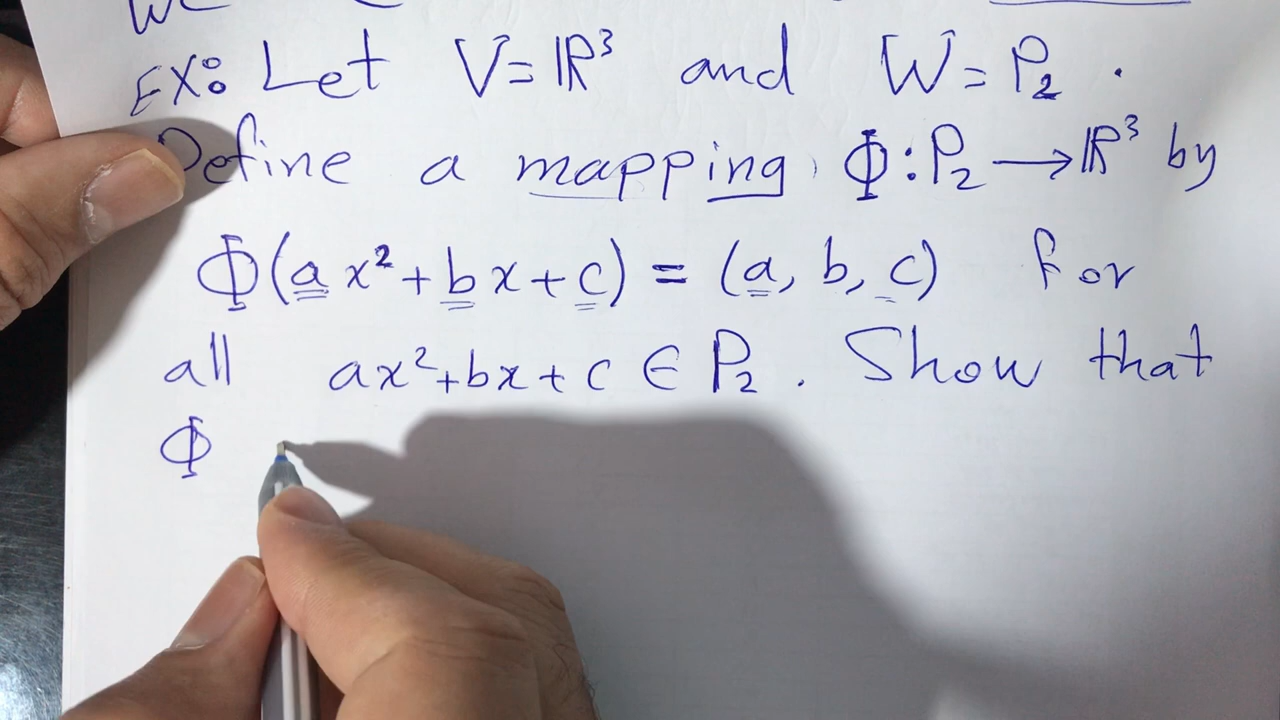 EX: Let V = ℝ³ and W = P₂ .
Define a mapping Φ : P₂ → ℝ³ by
Φ(ax² + bx + c) = (a, b, c) for
all ax² + bx + c ∈ P₂ . Show that
Φ